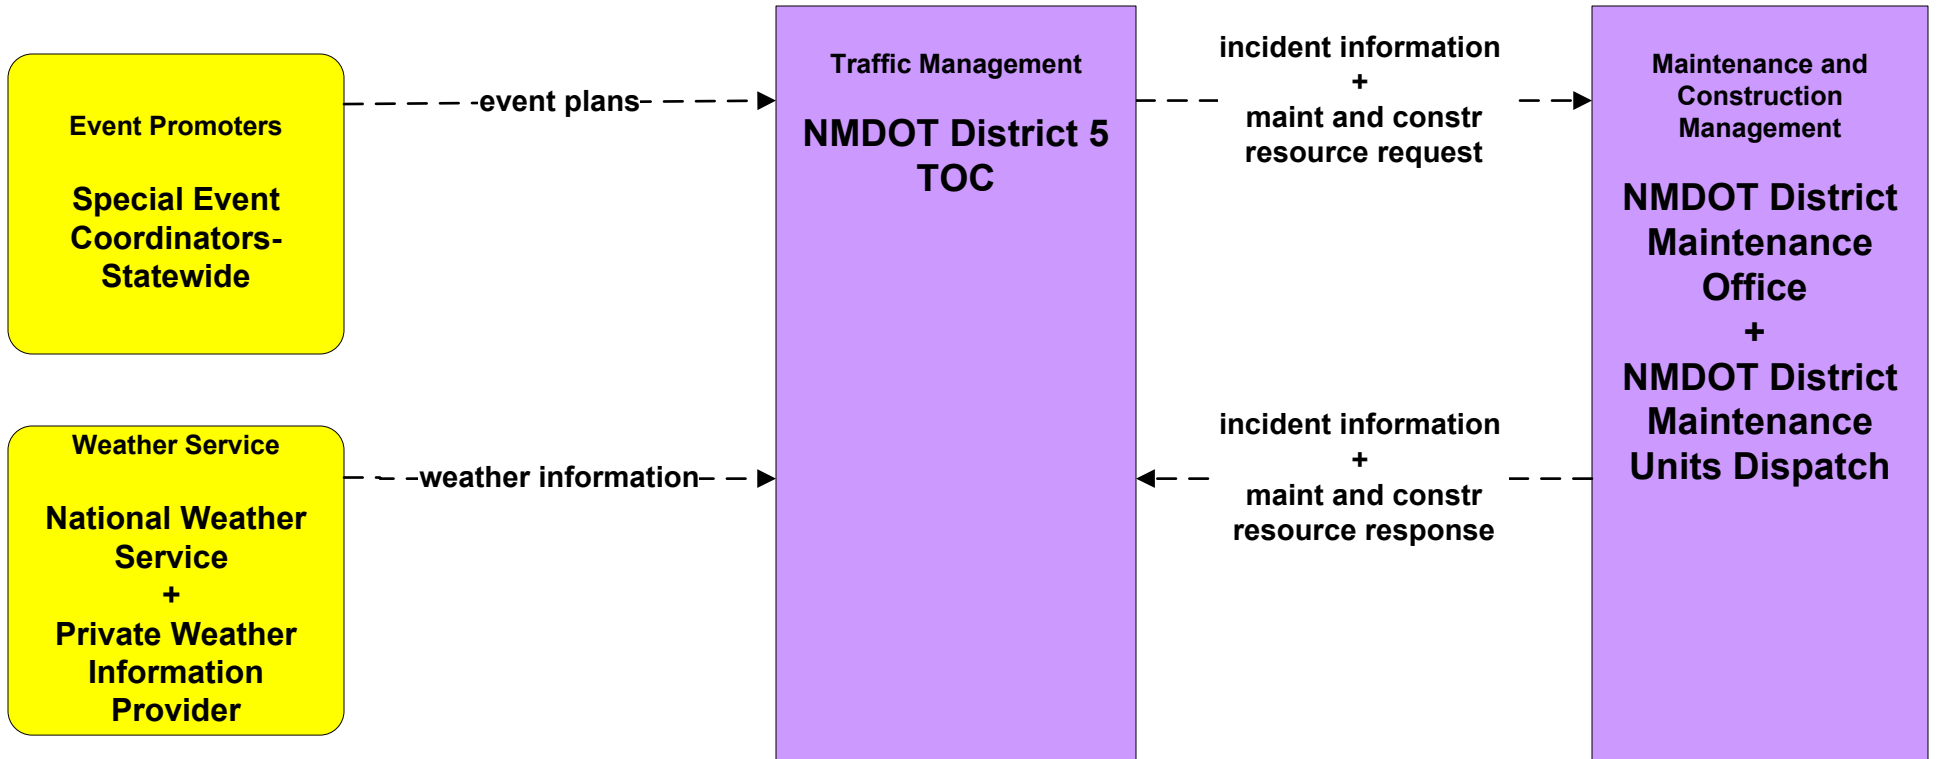 Event Promoters
Special Event
Coordinators-
Statewide
event plans
Weather Service
National Weather
Service
+
Private Weather
Information
Provider
weather information
Traffic Management
NMDOT District 5
TOC
incident information
+
maint and constr
resource request
incident information
+
maint and constr
resource response
Maintenance and
Construction
Management
NMDOT District
Maintenance
Office
+
NMDOT District
Maintenance
Units Dispatch